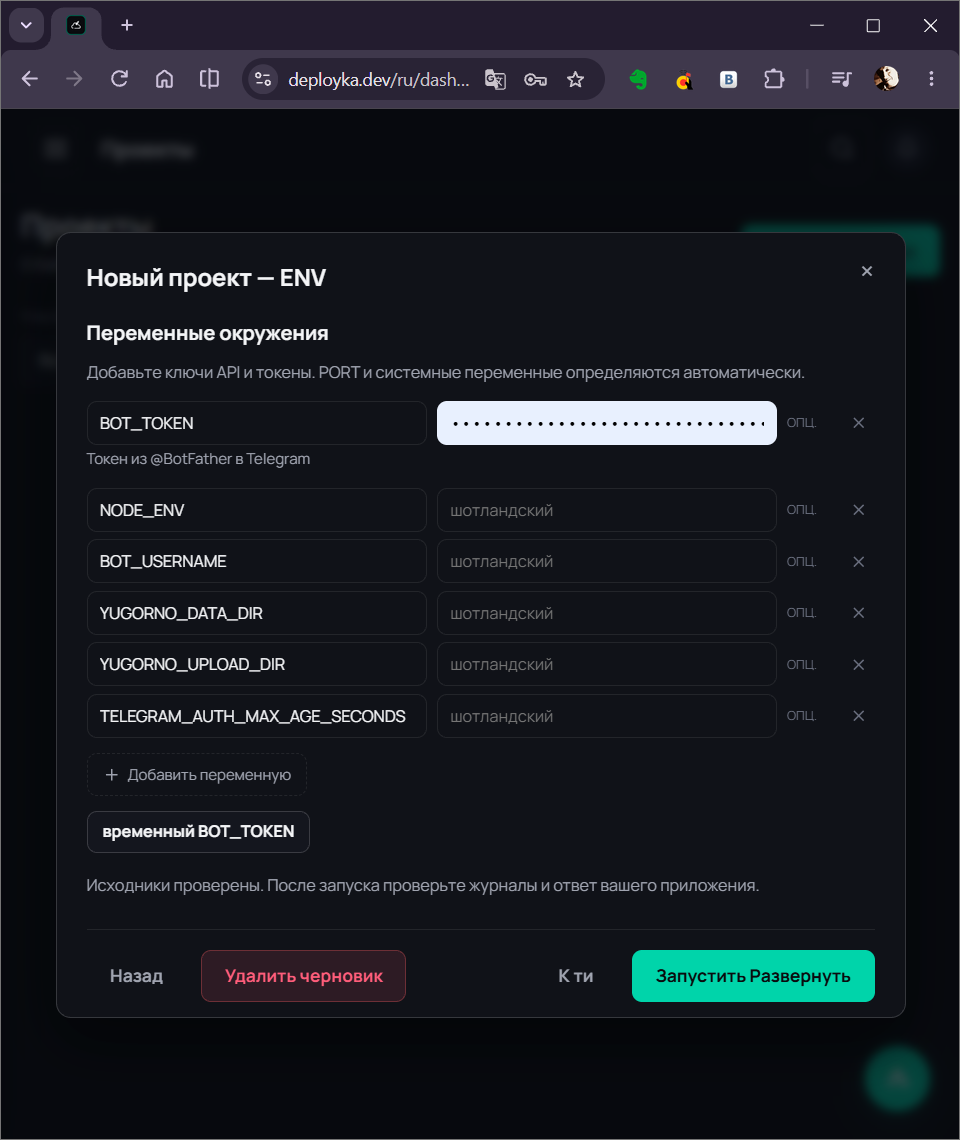 deployka.dev/ru/dash...
Проекты
Проекты
Новый проект — ENV
Переменные окружения
Добавьте ключи API и токены. PORT и системные переменные определяются автоматически.
BOT_TOKEN
ОПЦ.
Токен из @BotFather в Telegram
NODE_ENV шотландский ОПЦ.
BOT_USERNAME шотландский ОПЦ.
YUGORNO_DATA_DIR шотландский ОПЦ.
YUGORNO_UPLOAD_DIR шотландский ОПЦ.
TELEGRAM_AUTH_MAX_AGE_SECONDS шотландский ОПЦ.
+ Добавить переменную
временный BOT_TOKEN
Исходники проверены. После запуска проверьте журналы и ответ вашего приложения.
Назад Удалить черновик К ти Запустить Развернуть